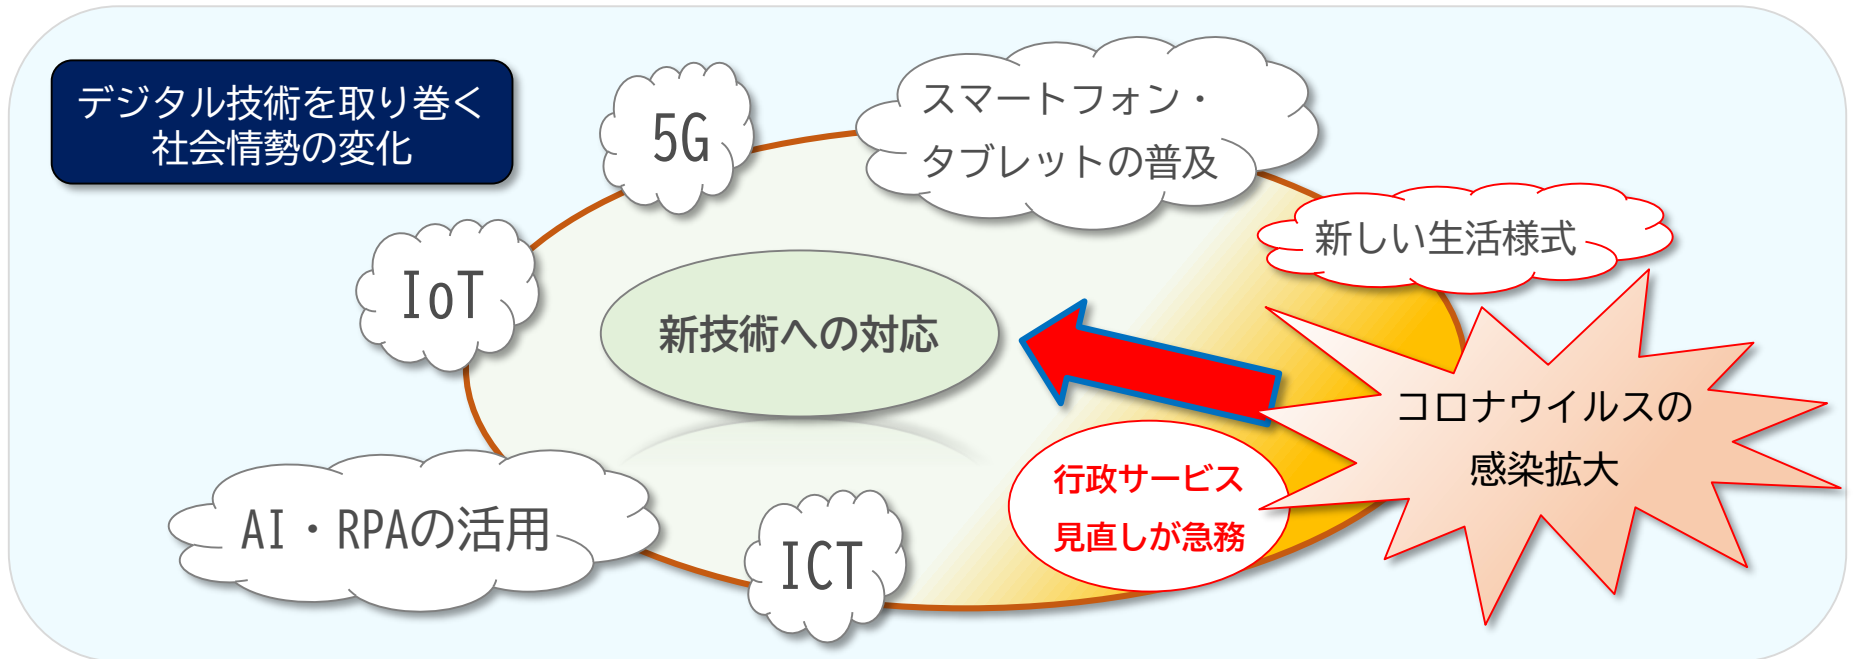 デジタル技術を取り巻く
社会情勢の変化
5G
スマートフォン・
タブレットの普及
新しい生活様式
IoT
新技術への対応
コロナウイルスの
感染拡大
行政サービス
見直しが急務
AI・RPAの活用
ICT